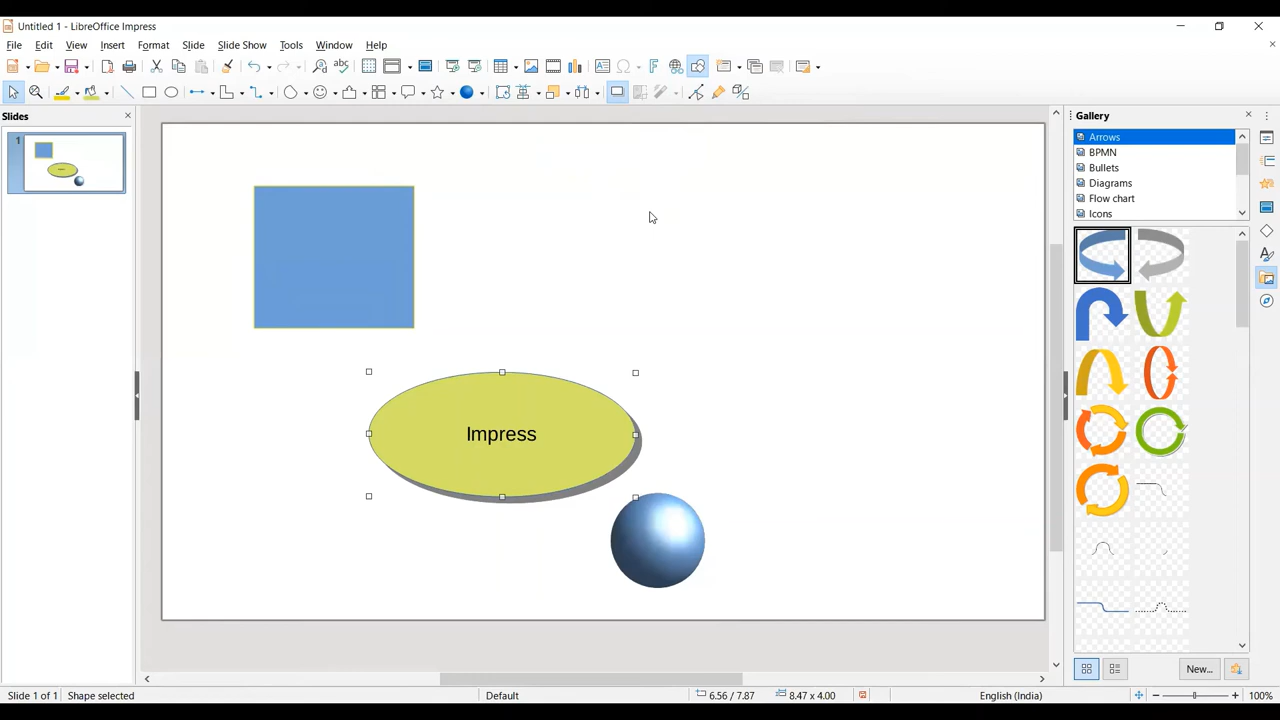 Untitled 1 - LibreOffice Impress
File Edit View Insert Format Slide Slide Show Tools Window Help
Slides
1
Impress
Gallery
Arrows
BPMN
Bullets
Diagrams
Flow chart
Icons
New...
Slide 1 of 1 Shape selected Default 6.56 / 7.87 8.47 x 4.00 English (India) 100%